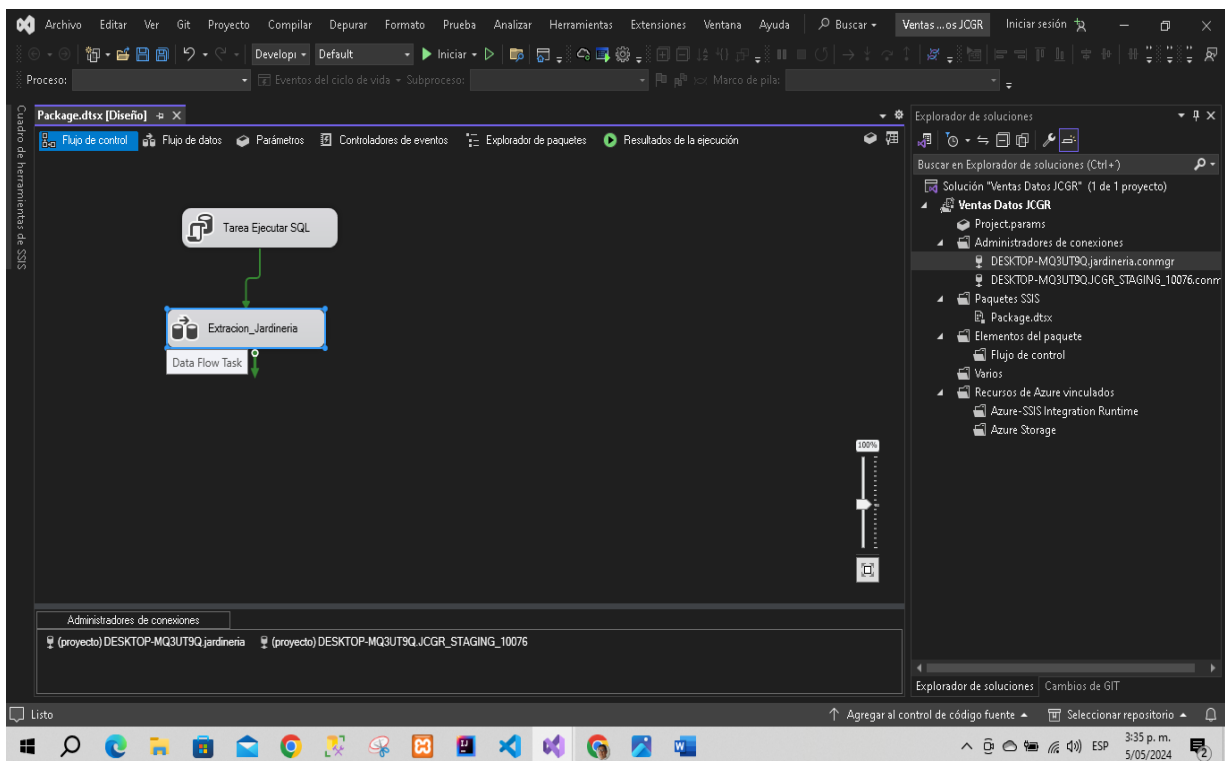 Archivo Editar Ver Git Proyecto Compilar Depurar Formato Prueba Analizar Herramientas Extensiones Ventana Ayuda Buscar Ventas ...os JCGR Iniciar sesión
Developi Default Iniciar
Proceso: Eventos del ciclo de vida Subproceso: Marco de pila:
Cuadro de herramientas de SSIS
Package.dtsx [Diseño]
Flujo de control Flujo de datos Parámetros Controladores de eventos Explorador de paquetes Resultados de la ejecución
Tarea Ejecutar SQL
Extracion_Jardineria
Data Flow Task
100%
Administradores de conexiones
(proyecto) DESKTOP-MQ3UT9Q.jardineria (proyecto) DESKTOP-MQ3UT9Q.JCGR_STAGING_10076
Explorador de soluciones
Buscar en Explorador de soluciones (Ctrl+´)
Solución "Ventas Datos JCGR" (1 de 1 proyecto)
Ventas Datos JCGR
Project.params
Administradores de conexiones
DESKTOP-MQ3UT9Q.jardineria.conmgr
DESKTOP-MQ3UT9Q.JCGR_STAGING_10076.conm
Paquetes SSIS
Package.dtsx
Elementos del paquete
Flujo de control
Varios
Recursos de Azure vinculados
Azure-SSIS Integration Runtime
Azure Storage
Explorador de soluciones Cambios de GIT
Listo Agregar al control de código fuente Seleccionar repositorio
ESP 3:35 p. m.
5/05/2024
2